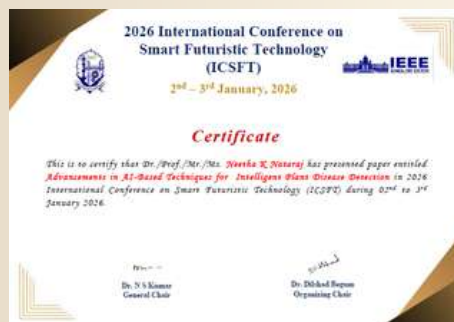 2026 International Conference on
Smart Futuristic Technology
(ICSFT)
2nd – 3rd January, 2026
IEEE
BANGALORE SECTION
Certificate
This is to certify that Dr./Prof./Mr./Ms. Neetha K Nataraj has presented paper entitled
Advancements in AI-Based Techniques for Intelligent Plant Disease Detection in 2026
International Conference on Smart Futuristic Technology (ICSFT) during 02nd to 3rd
January 2026.
Dr. N S Kumar
General Chair
Dr. Dilshad Begum
Organizing Chair